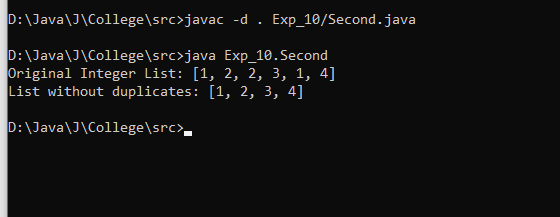 D:\Java\J\College\src>javac -d . Exp_10/Second.java
D:\Java\J\College\src>java Exp_10.Second
Original Integer List: [1, 2, 2, 3, 1, 4]
List without duplicates: [1, 2, 3, 4]
D:\Java\J\College\src>